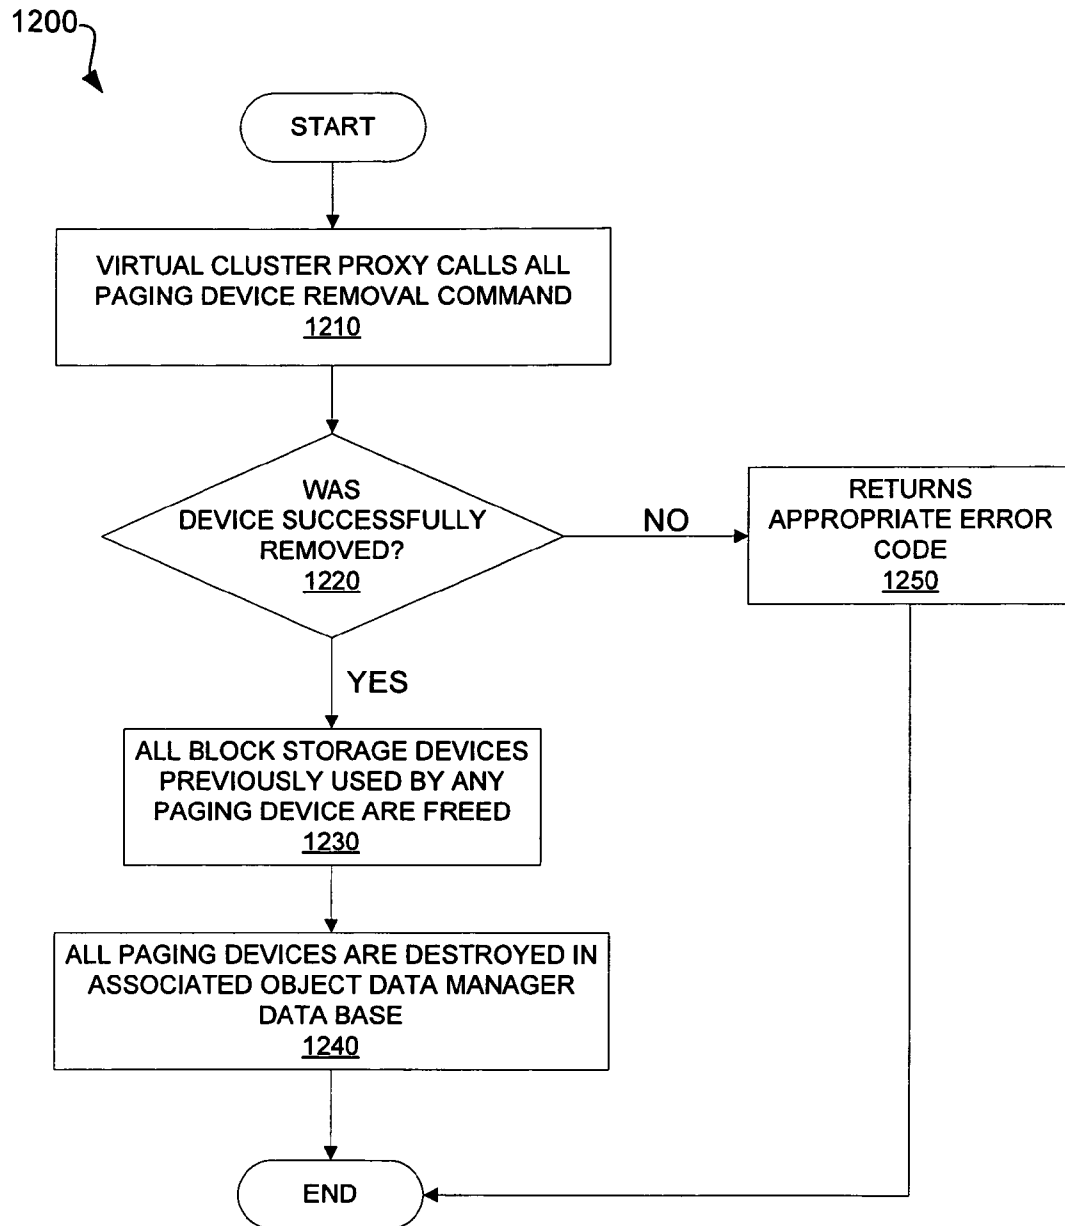 1200
START
VIRTUAL CLUSTER PROXY CALLS ALL
PAGING DEVICE REMOVAL COMMAND
1210
WAS
DEVICE SUCCESSFULLY
REMOVED?
1220
NO
RETURNS
APPROPRIATE ERROR
CODE
1250
YES
ALL BLOCK STORAGE DEVICES
PREVIOUSLY USED BY ANY
PAGING DEVICE ARE FREED
1230
ALL PAGING DEVICES ARE DESTROYED IN
ASSOCIATED OBJECT DATA MANAGER
DATA BASE
1240
END